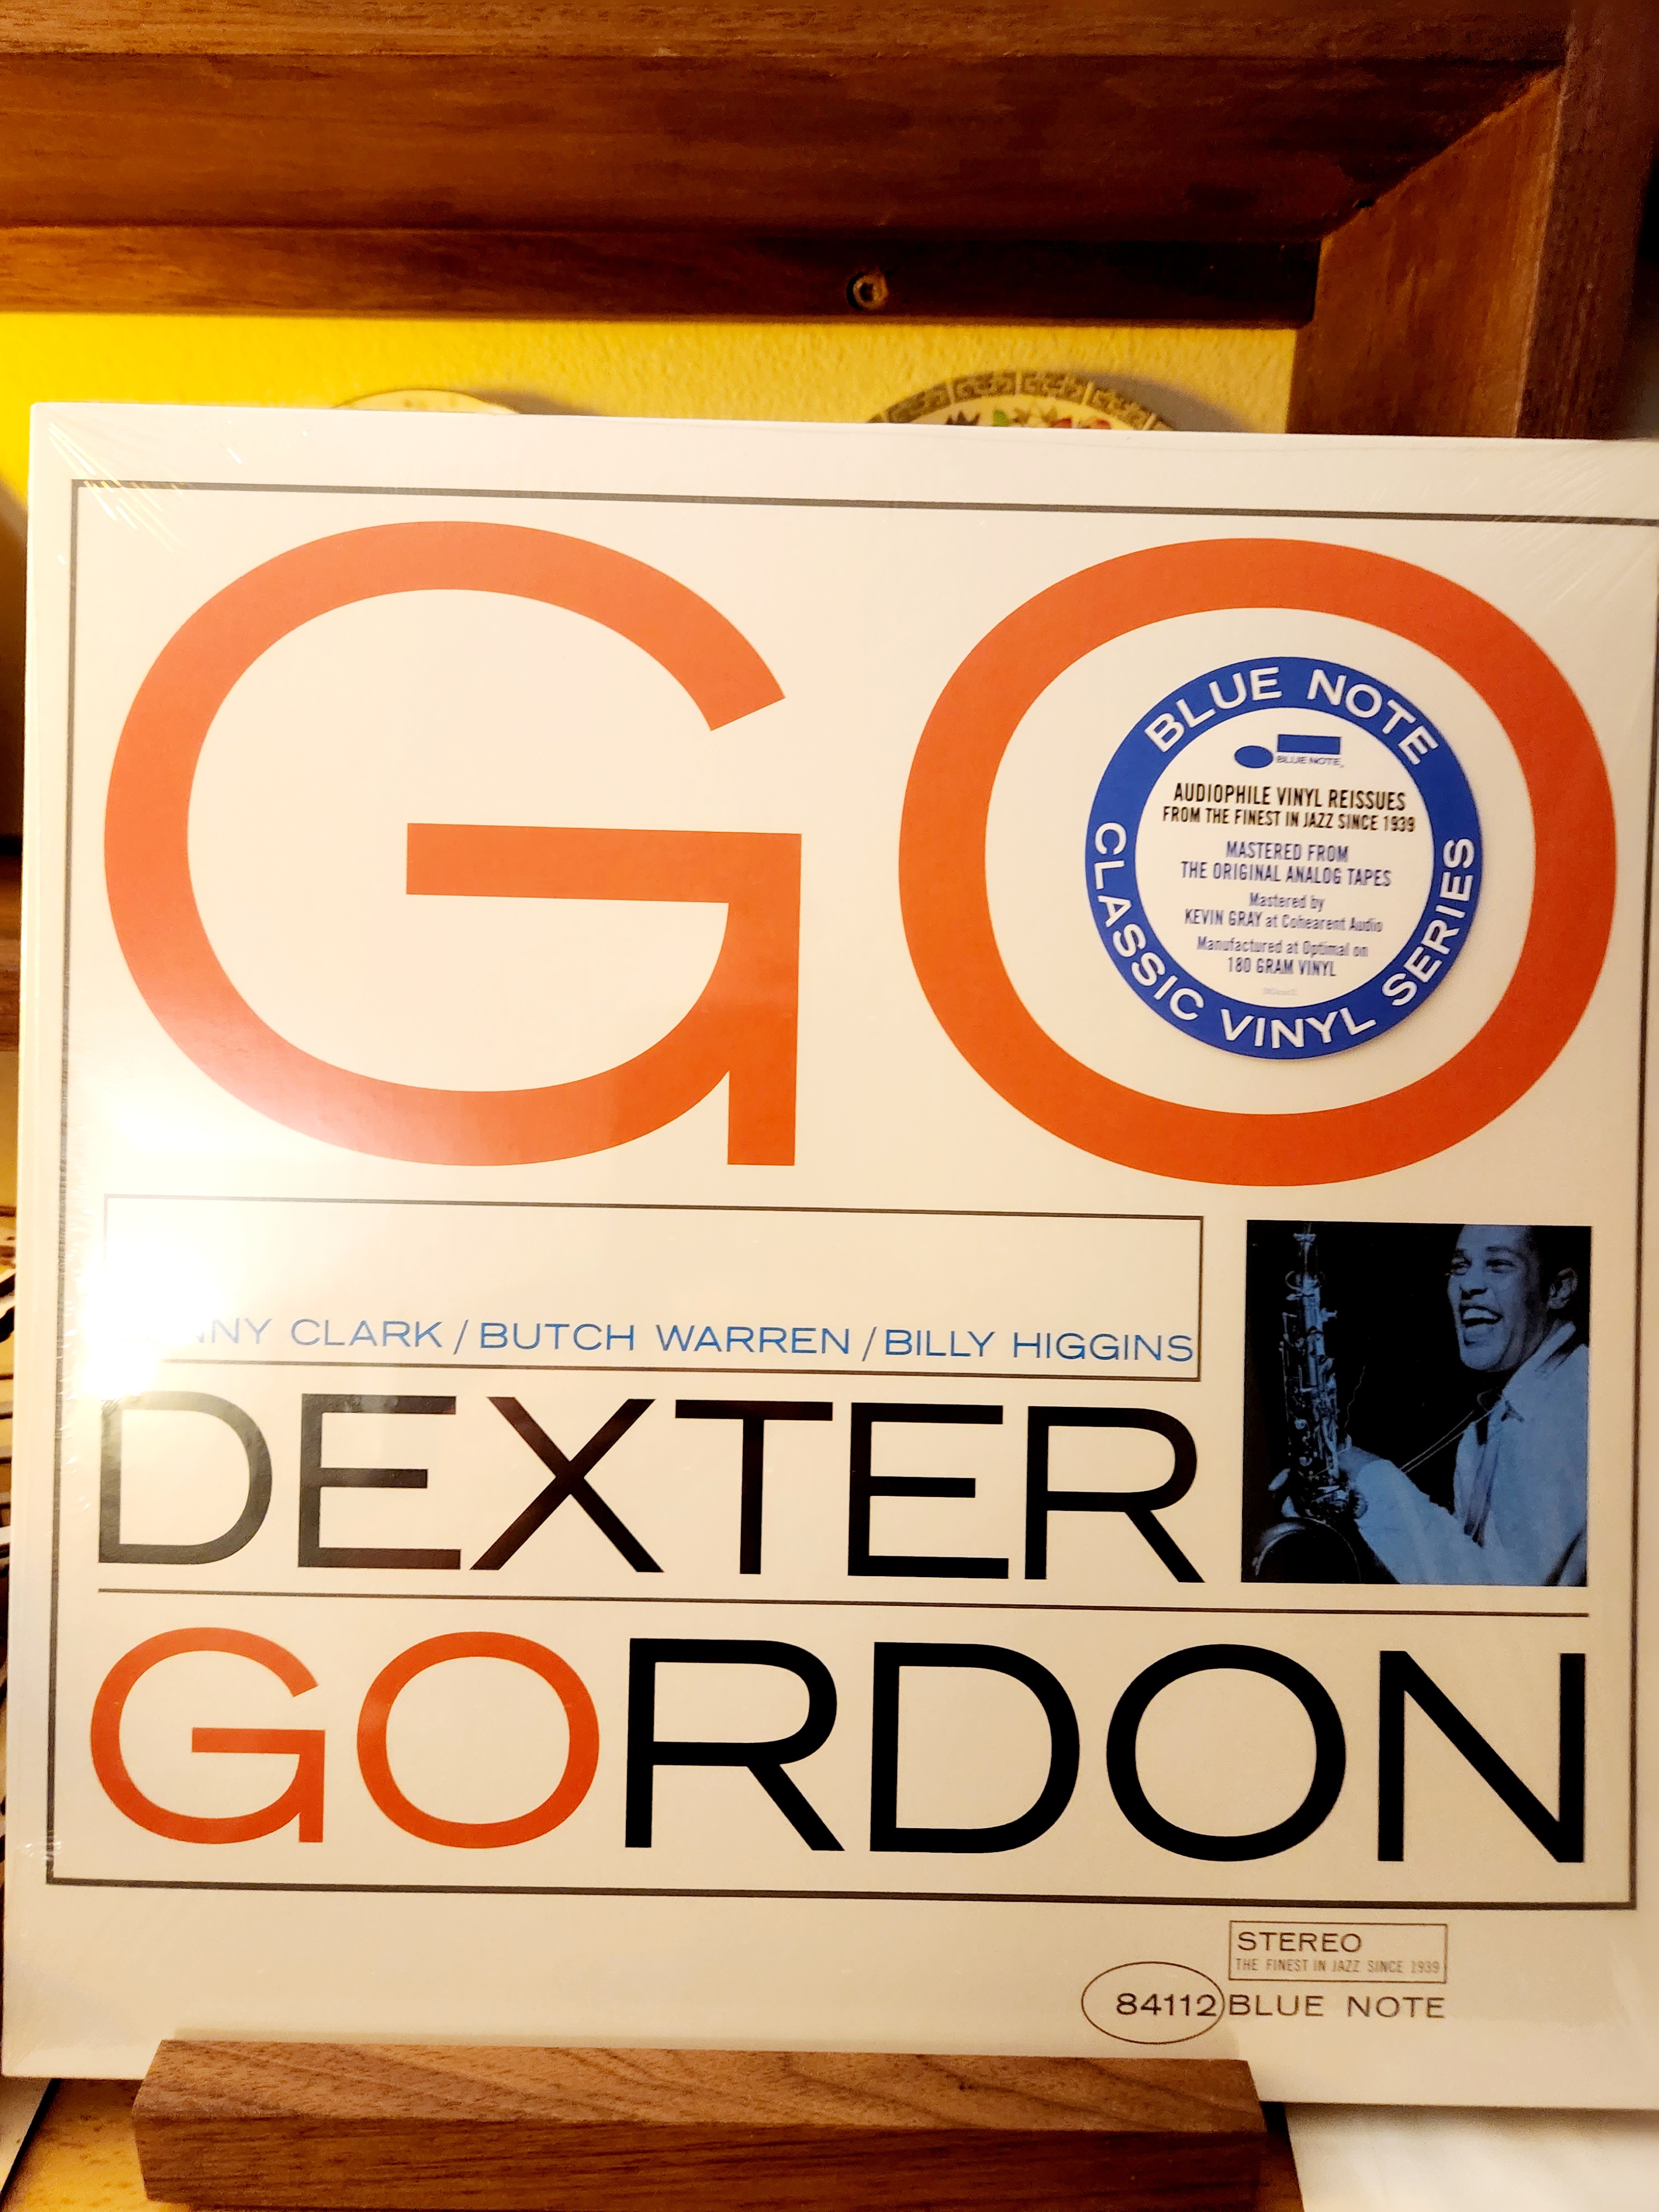 GO
BLUE NOTE
BLUE NOTE
AUDIOPHILE VINYL REISSUES
FROM THE FINEST IN JAZZ SINCE 1939
MASTERED FROM
THE ORIGINAL ANALOG TAPES
Mastered by
KEVIN GRAY at Cohearent Audio
Manufactured at Optimal on
180 GRAM VINYL
CLASSIC VINYL SERIES
CLARK / BUTCH WARREN / BILLY HIGGINS
DEXTER
GORDON
STEREO
THE FINEST IN JAZZ SINCE 1939
84112 BLUE NOTE